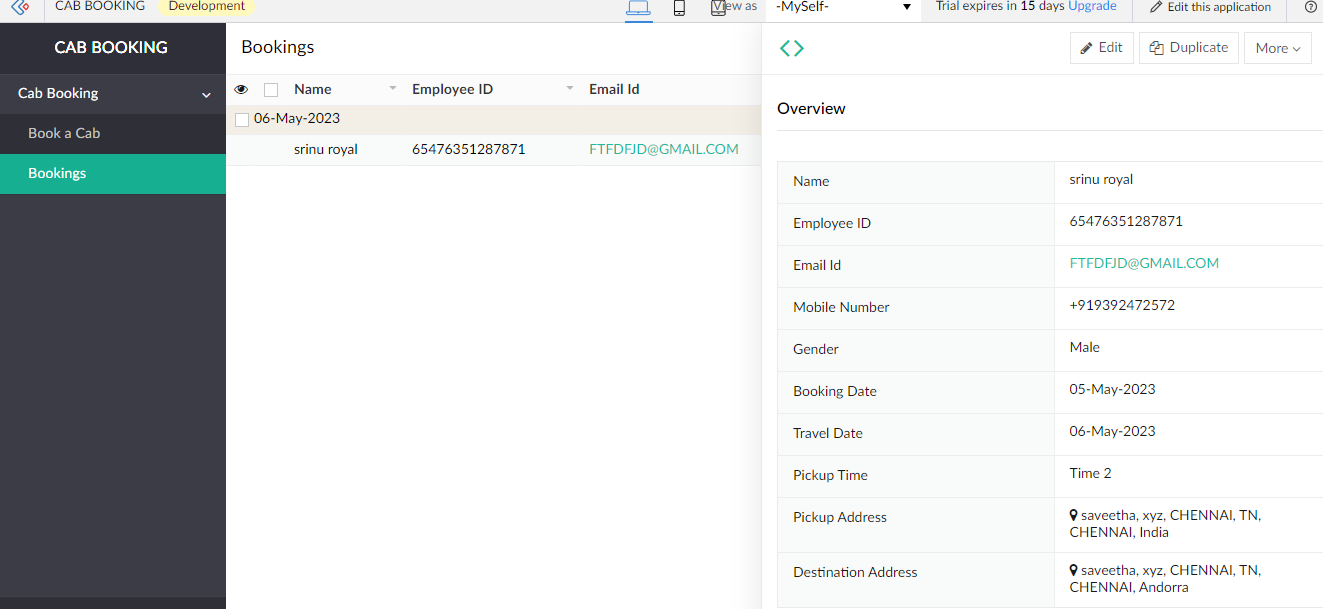 CAB BOOKING Development View as -MySelf- Trial expires in 15 days Upgrade Edit this application
CAB BOOKING
Cab Booking
Book a Cab
Bookings
Bookings
Name Employee ID Email Id
06-May-2023
srinu royal 65476351287871 FTFDFJD@GMAIL.COM
Edit Duplicate More
Overview
Name srinu royal
Employee ID 65476351287871
Email Id FTFDFJD@GMAIL.COM
Mobile Number +919392472572
Gender Male
Booking Date 05-May-2023
Travel Date 06-May-2023
Pickup Time Time 2
Pickup Address saveetha, xyz, CHENNAI, TN,
CHENNAI, India
Destination Address saveetha, xyz, CHENNAI, TN,
CHENNAI, Andorra